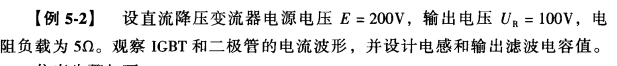 【例 5-2】 设直流降压变流器电源电压 E = 200V，输出电压 U_R = 100V，电
阻负载为 5Ω。观察 IGBT 和二极管的电流波形，并设计电感和输出滤波电容值。